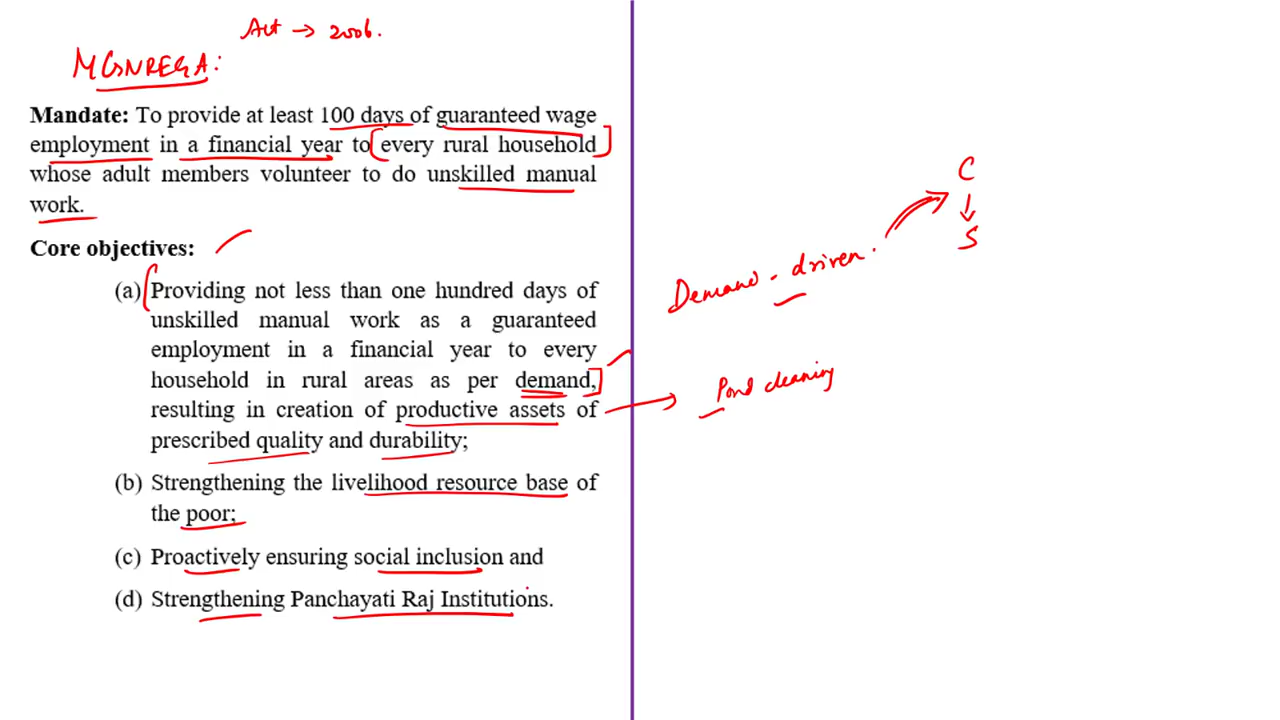 Act → 2006.
MGNREGA:
Mandate: To provide at least 100 days of guaranteed wage
employment in a financial year to every rural household
whose adult members volunteer to do unskilled manual
work.
Core objectives:
(a) Providing not less than one hundred days of
unskilled manual work as a guaranteed
employment in a financial year to every
household in rural areas as per demand,
resulting in creation of productive assets of
prescribed quality and durability;
(b) Strengthening the livelihood resource base of
the poor;
(c) Proactively ensuring social inclusion and
(d) Strengthening Panchayati Raj Institutions.
C
↓
S
Demand - driven.
Pond cleaning